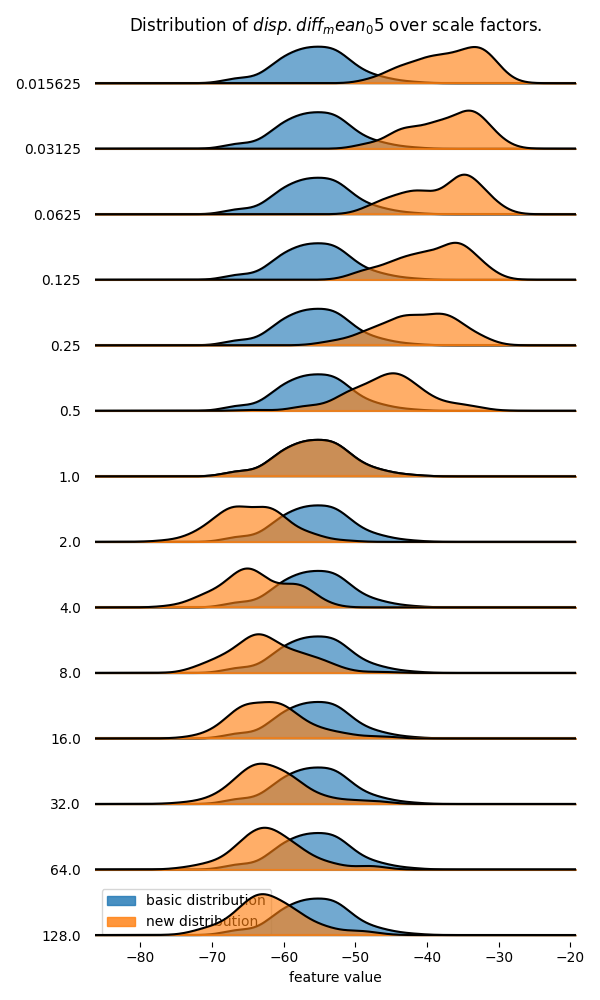 Distribution of disp. diff_mean_05 over scale factors.
0.015625
0.03125
0.0625
0.125
0.25
0.5
1.0
2.0
4.0
8.0
16.0
32.0
64.0
basic distribution
new distribution
128.0
−80 −70 −60 −50 −40 −30 −20
feature value